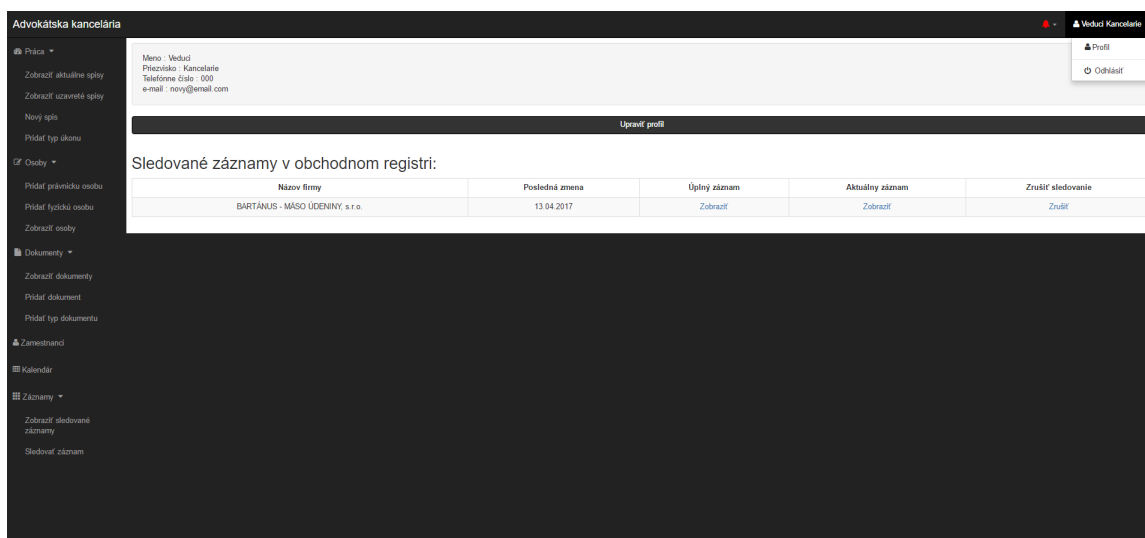 Advokátska kancelária
Veduci Kancelarie
Profil
Odhlásiť
Práca
Zobraziť aktuálne spisy
Zobraziť uzavreté spisy
Nový spis
Pridať typ úkonu
Osoby
Pridať právnicku osobu
Pridať fyzickú osobu
Zobraziť osoby
Dokumenty
Zobraziť dokumenty
Pridať dokument
Pridať typ dokumentu
Zamestnanci
Kalendár
Záznamy
Zobraziť sledované
záznamy
Sledovať záznam
Meno : Veduci
Priezvisko : Kancelarie
Telefónne číslo : 000
e-mail : novy@email.com
Upraviť profil
Sledované záznamy v obchodnom registri:
Názov firmy Posledná zmena Úplný záznam Aktuálny záznam Zrušiť sledovanie
BARTÁNUS - MÄSO ÚDENINY, s.r.o. 13.04.2017 Zobraziť Zobraziť Zrušiť